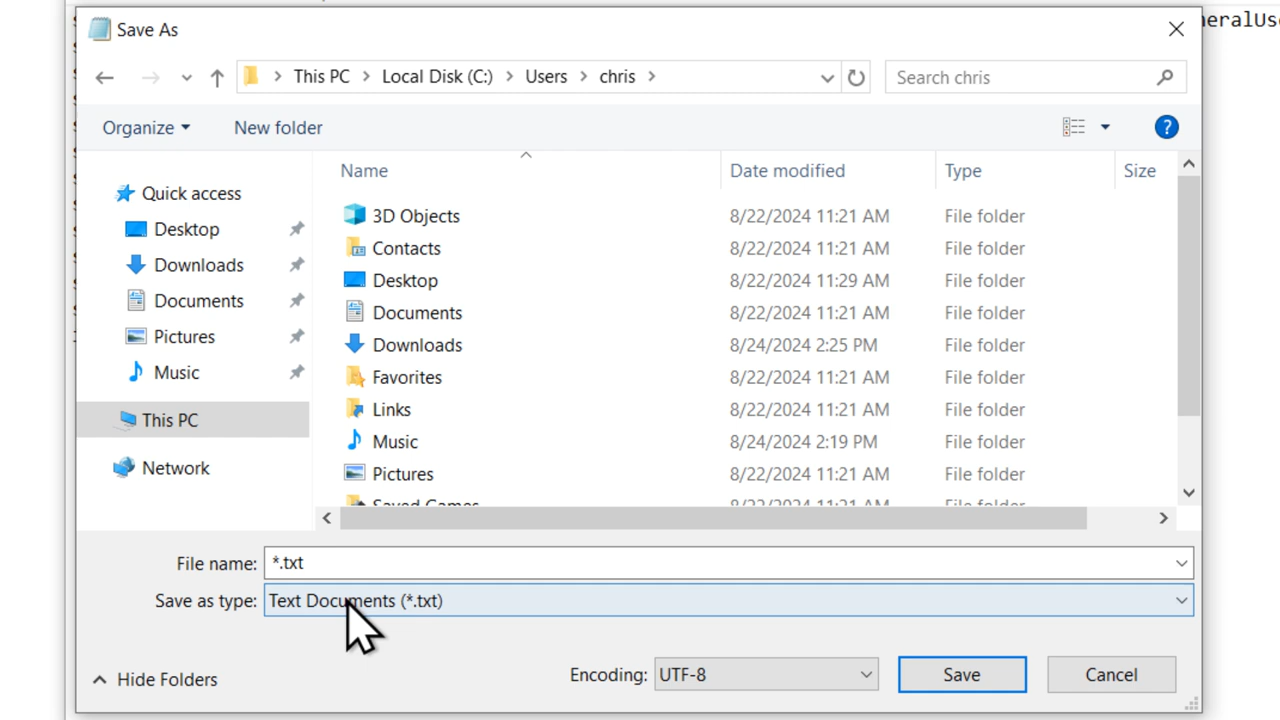 Save As
neralUse
This PC > Local Disk (C:) > Users > chris >
Search chris
Organize
New folder
?
Name
Date modified
Type
Size
Quick access
Desktop
Downloads
Documents
Pictures
Music
This PC
Network
3D Objects 8/22/2024 11:21 AM File folder
Contacts 8/22/2024 11:21 AM File folder
Desktop 8/22/2024 11:29 AM File folder
Documents 8/22/2024 11:21 AM File folder
Downloads 8/24/2024 2:25 PM File folder
Favorites 8/22/2024 11:21 AM File folder
Links 8/22/2024 11:21 AM File folder
Music 8/24/2024 2:19 PM File folder
Pictures 8/22/2024 11:21 AM File folder
Saved Games 8/22/2024 11:21 AM File folder
File name: *.txt
Save as type: Text Documents (*.txt)
Hide Folders
Encoding: UTF-8
Save
Cancel